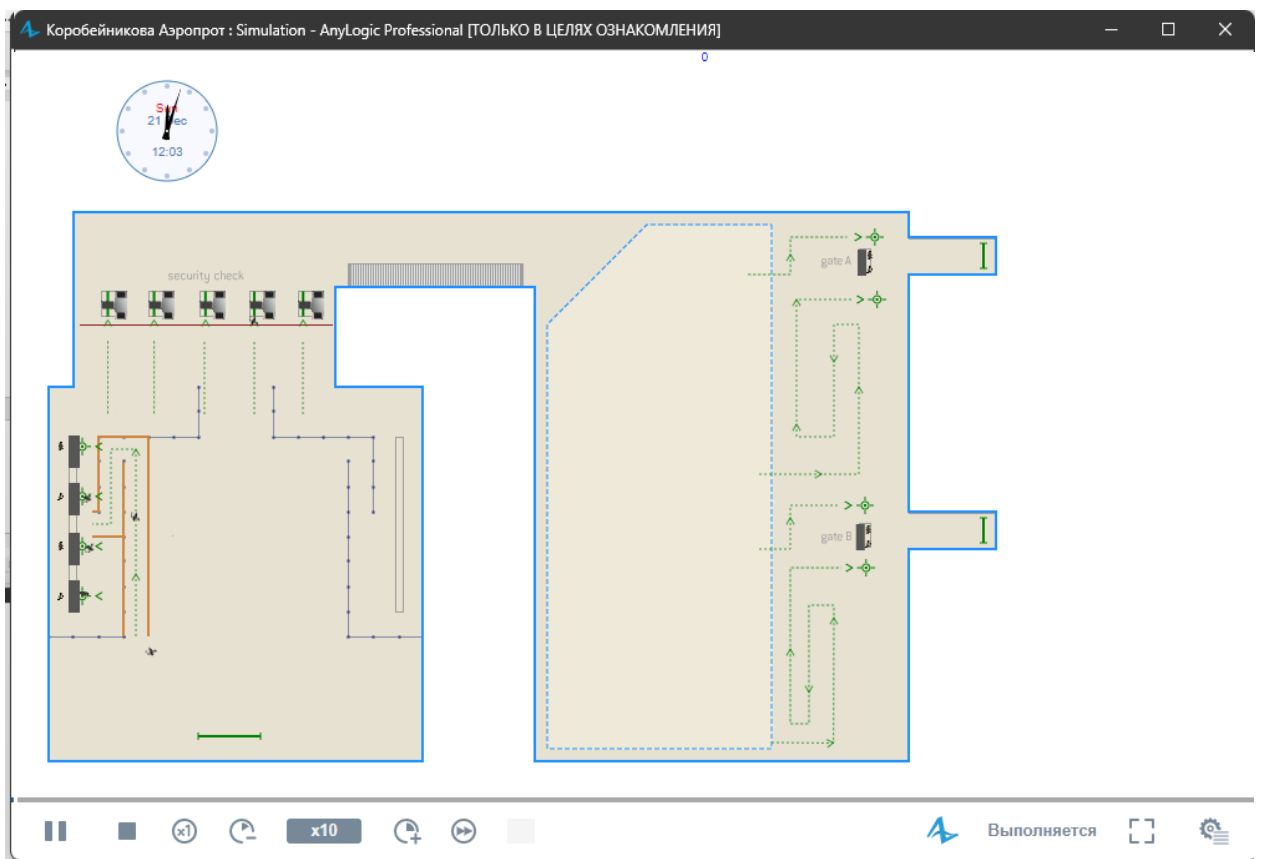 Коробейникова Аэропрот : Simulation - AnyLogic Professional [ТОЛЬКО В ЦЕЛЯХ ОЗНАКОМЛЕНИЯ]
0
Sun
21 Dec
12:03
security check
gate A
gate B
x1
x10
Выполняется